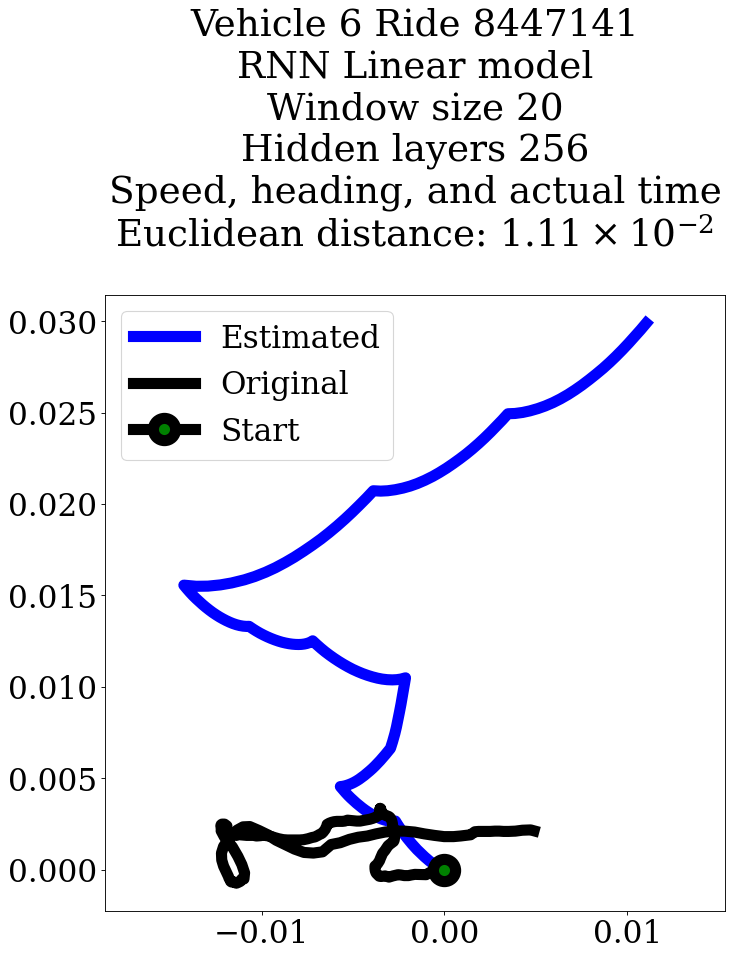 Vehicle 6 Ride 8447141
RNN Linear model
Window size 20
Hidden layers 256
Speed, heading, and actual time
Euclidean distance: 1.11 × 10⁻²
Estimated
Original
Start
0.030
0.025
0.020
0.015
0.010
0.005
0.000
−0.01 0.00 0.01